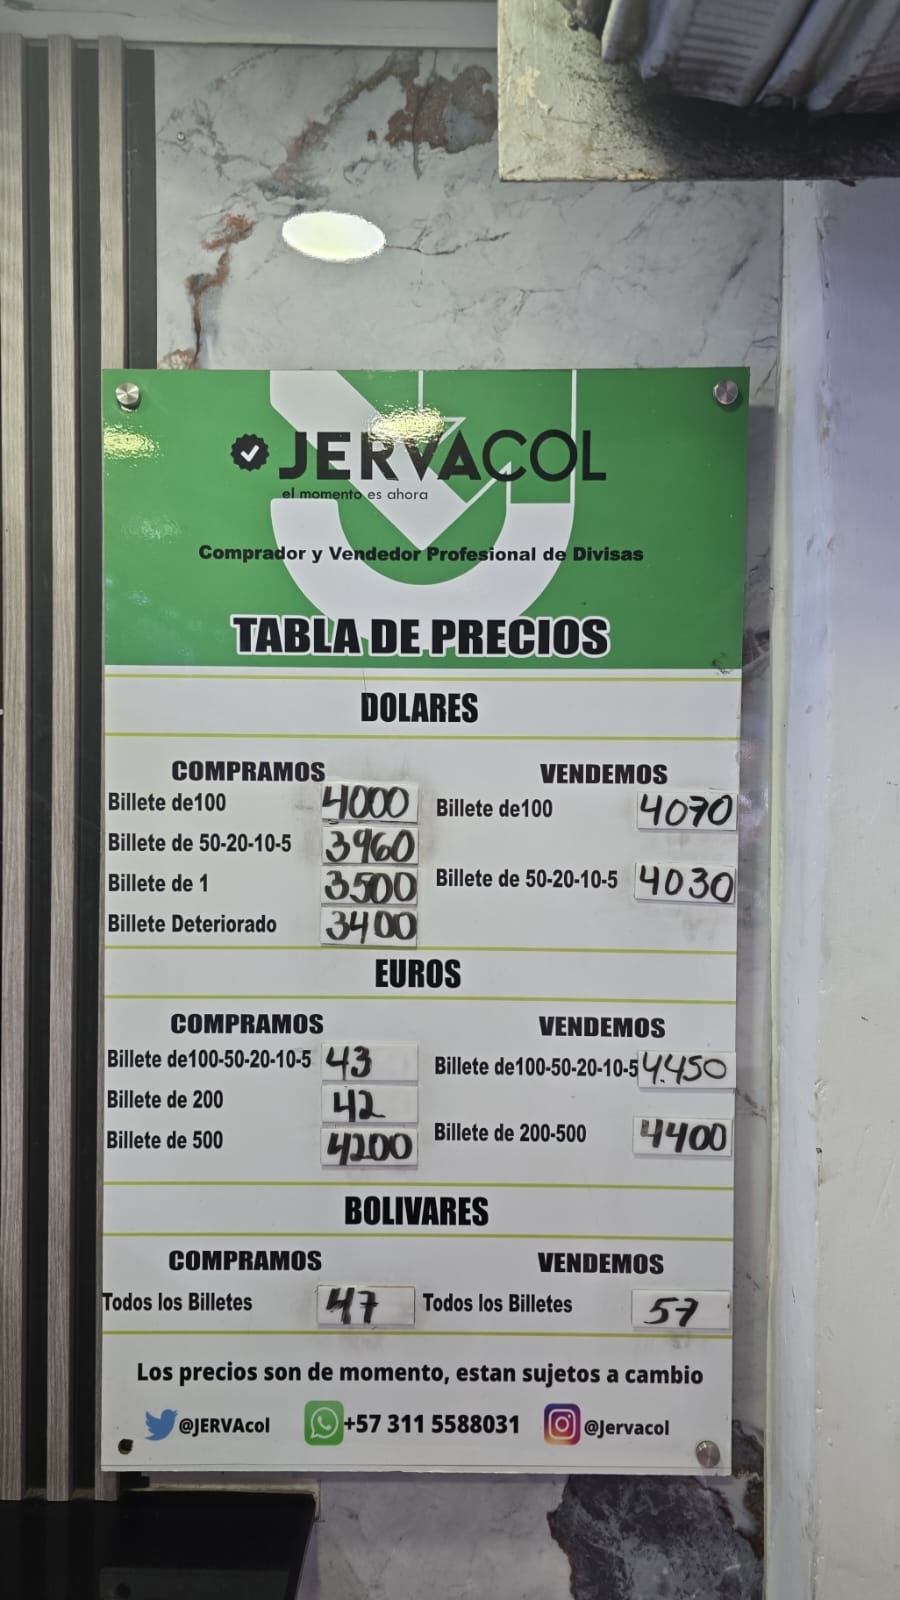 JERVACOL
el momento es ahora
Comprador y Vendedor Profesional de Divisas
TABLA DE PRECIOS
DOLARES
COMPRAMOS VENDEMOS
Billete de100 4000 Billete de100 4070
Billete de 50-20-10-5 3960
Billete de 1 3500 Billete de 50-20-10-5 4030
Billete Deteriorado 3400
EUROS
COMPRAMOS VENDEMOS
Billete de100-50-20-10-5 43 Billete de100-50-20-10-5 4.450
Billete de 200 42
Billete de 500 4200 Billete de 200-500 4400
BOLIVARES
COMPRAMOS VENDEMOS
Todos los Billetes 47 Todos los Billetes 57
Los precios son de momento, estan sujetos a cambio
@JERVAcol +57 311 5588031 @Jervacol